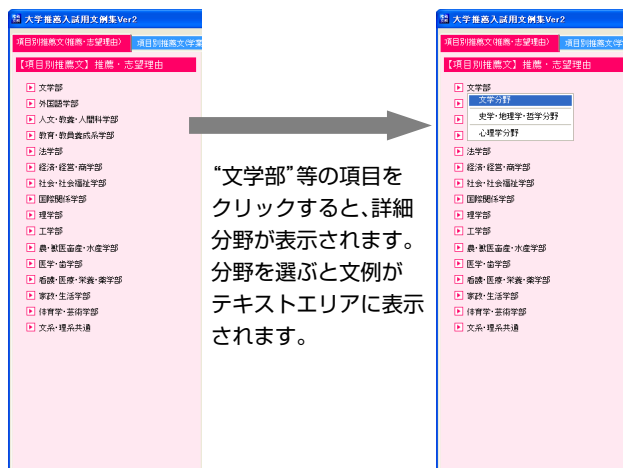 大学推薦入試用文例集Ver2
項目別推薦文(推薦・志望理由)
項目別推薦文(学業
【項目別推薦文】推薦・志望理由
文学部
外国語学部
人文・教養・人間科学部
教育・教員養成系学部
法学部
経済・経営・商学部
社会・社会福祉学部
国際関係学部
理学部
工学部
農・獣医畜産・水産学部
医学・歯学部
看護・医療・栄養・薬学部
家政・生活学部
体育学・芸術学部
文系・理系共通
“文学部”等の項目を
クリックすると、詳細
分野が表示されます。
分野を選ぶと文例が
テキストエリアに表示
されます。
大学推薦入試用文例集Ver2
項目別推薦文(推薦・志望理由)
項目別推薦文(学
【項目別推薦文】推薦・志望理由
文学部
文学分野
史学・地理学・哲学分野
心理学分野
法学部
経済・経営・商学部
社会・社会福祉学部
国際関係学部
理学部
工学部
農・獣医畜産・水産学部
医学・歯学部
看護・医療・栄養・薬学部
家政・生活学部
体育学・芸術学部
文系・理系共通